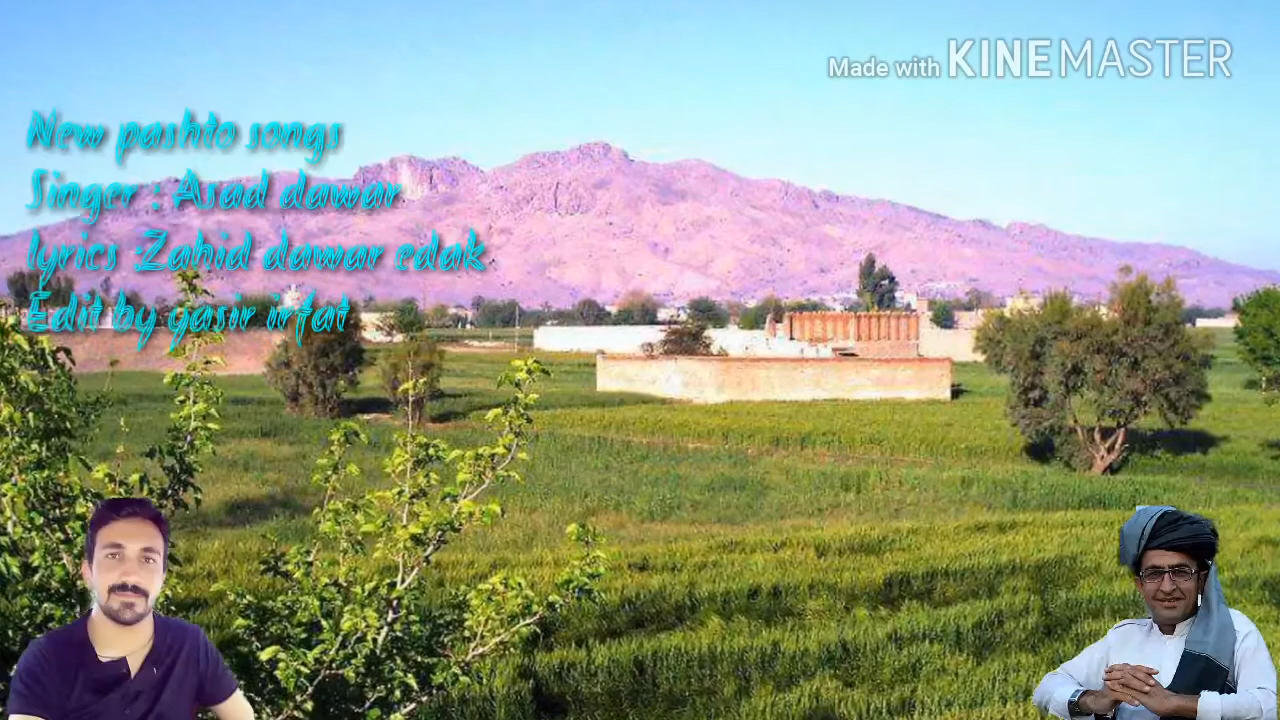 Made with KINEMASTER
New pashto songs
Singer : Asad dawar
lyrics :Zahid dawar edak
Edit by yasir irfat